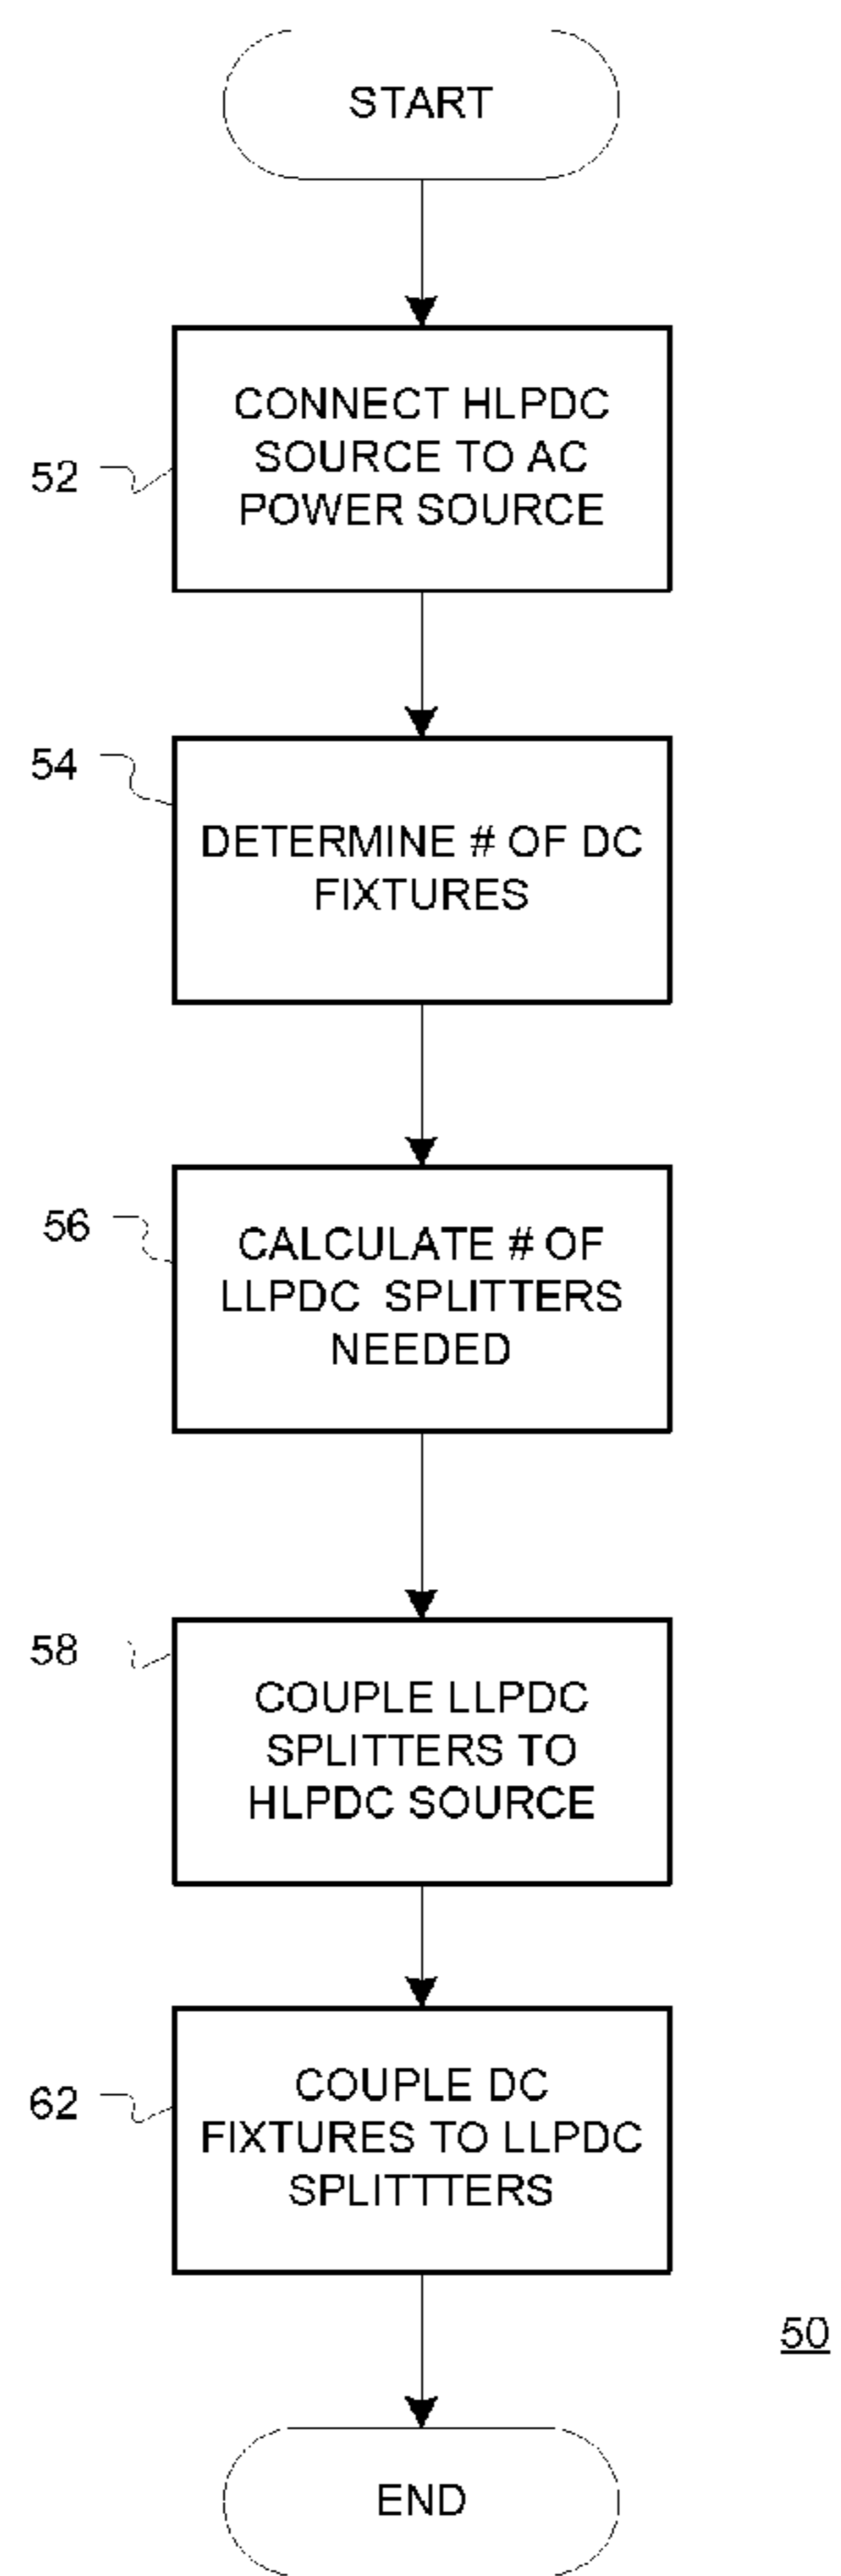 START
CONNECT HLPDC
SOURCE TO AC
POWER SOURCE
52
DETERMINE # OF DC
FIXTURES
54
CALCULATE # OF
LLPDC SPLITTERS
NEEDED
56
COUPLE LLPDC
SPLITTERS TO
HLPDC SOURCE
58
COUPLE DC
FIXTURES TO LLPDC
SPLITTTERS
62
50
END